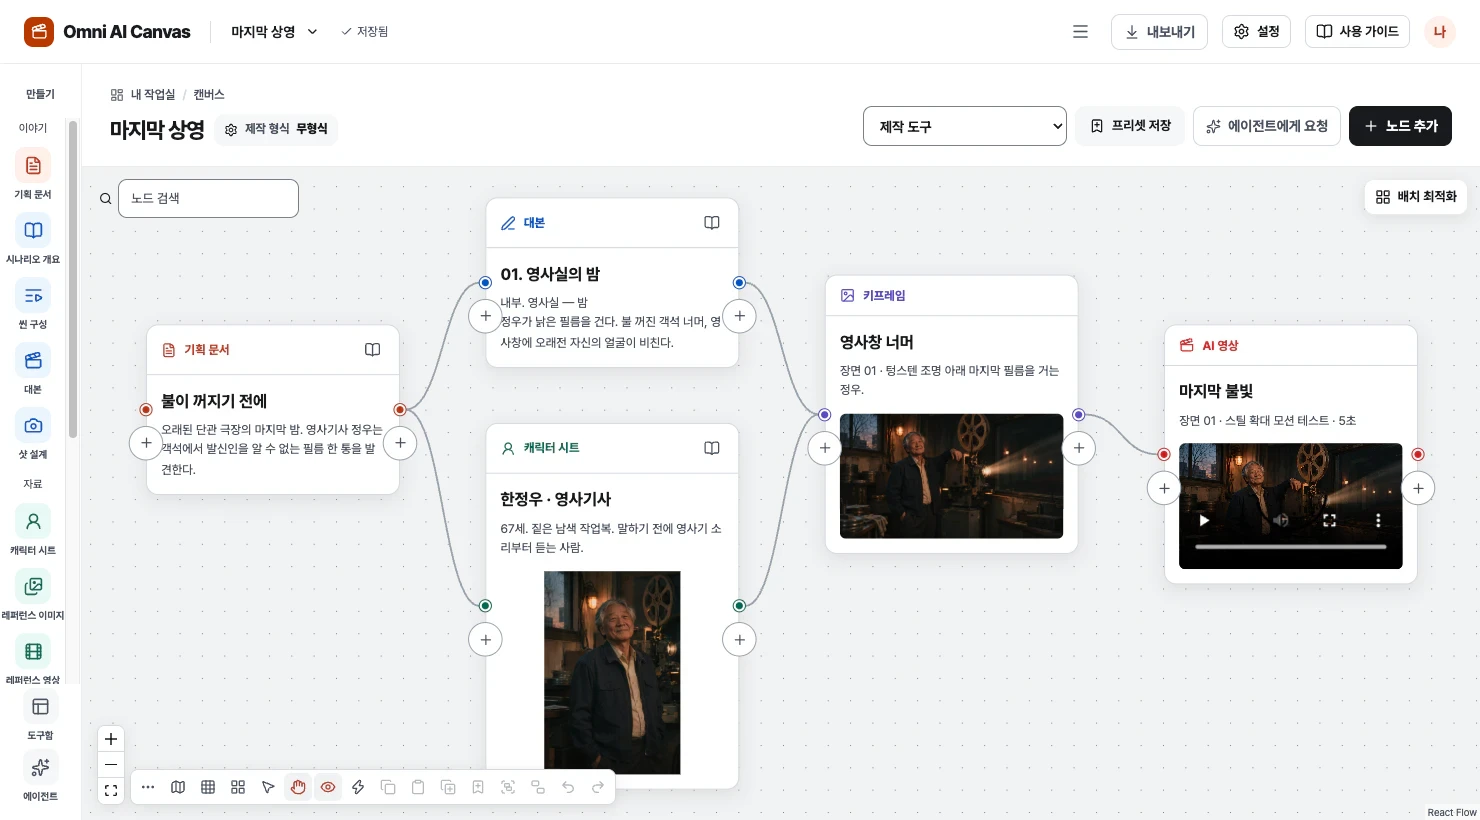 Omni AI Canvas
마지막 상영
저장됨
내보내기
설정
사용 가이드
나
만들기
이야기
기획 문서
시나리오 개요
씬 구성
대본
샷 설계
자료
캐릭터 시트
레퍼런스 이미지
레퍼런스 영상
도구함
에이전트
내 작업실 / 캔버스
마지막 상영
제작 형식 무형식
제작 도구
프리셋 저장
에이전트에게 요청
노드 추가
노드 검색
배치 최적화
기획 문서
불이 꺼지기 전에
오래된 단관 극장의 마지막 밤. 영사기사 정우는
객석에서 발신인을 알 수 없는 필름 한 통을 발
견한다.
대본
01. 영사실의 밤
내부. 영사실 — 밤
정우가 낡은 필름을 건다. 불 꺼진 객석 너머, 영
사창에 오래전 자신의 얼굴이 비친다.
캐릭터 시트
한정우 · 영사기사
67세. 짙은 남색 작업복. 말하기 전에 영사기 소
리부터 듣는 사람.
키프레임
영사창 너머
장면 01 · 텅스텐 조명 아래 마지막 필름을 거는
정우.
AI 영상
마지막 불빛
장면 01 · 스틸 확대 모션 테스트 · 5초
React Flow